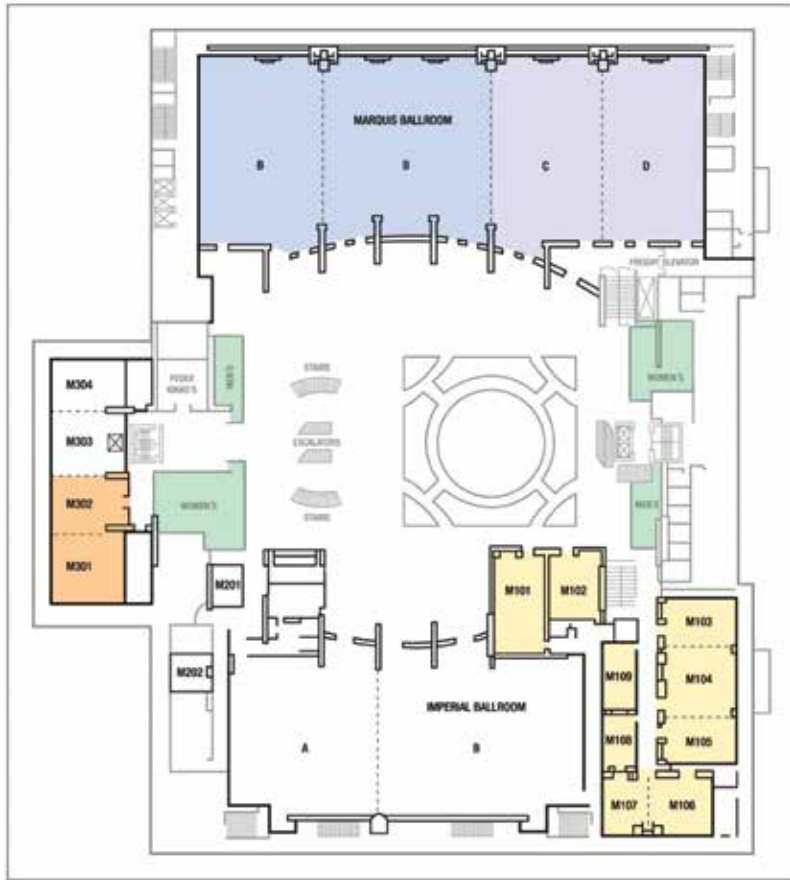 MARQUIS BALLROOM
B
B
C
D
FREIGHT ELEVATOR
M304
M303
M302
M301
MEN'S
STAIRS
ESCALATORS
STAIRS
WOMEN'S
WOMEN'S
MEN'S
M201
M202
M101
M102
M103
M104
M105
M109
M108
M107
M106
IMPERIAL BALLROOM
A
B